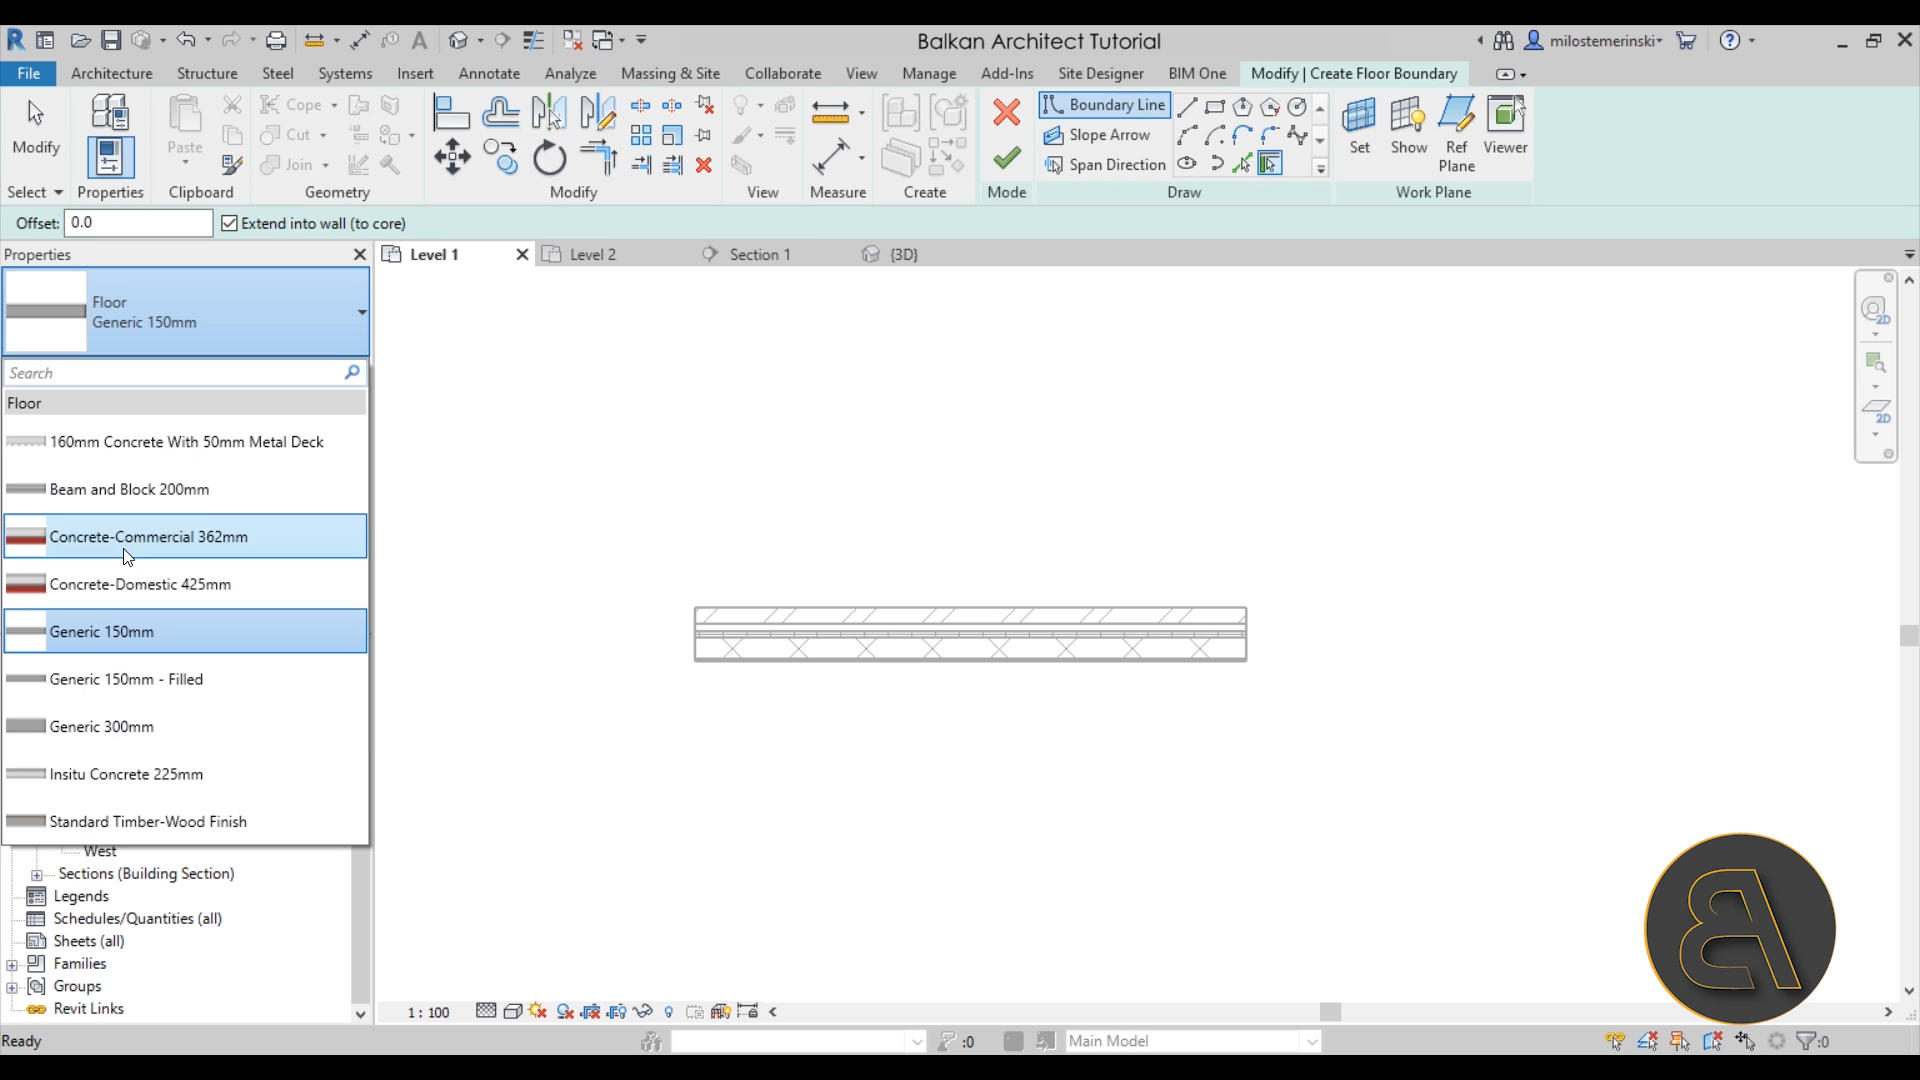 Balkan Architect Tutorial
milostemerinski
File Architecture Structure Steel Systems Insert Annotate Analyze Massing & Site Collaborate View Manage Add-Ins Site Designer BIM One Modify | Create Floor Boundary
Cope
Boundary Line
Cut
Slope Arrow
Modify
Paste
Set Show Ref Plane Viewer
Join
Span Direction
Select Properties Clipboard Geometry Modify View Measure Create Mode Draw Work Plane
Offset: 0.0 Extend into wall (to core)
Properties
Level 1 Level 2 Section 1 {3D}
Floor
Generic 150mm
2D
Search
Floor
2D
160mm Concrete With 50mm Metal Deck
Beam and Block 200mm
Concrete-Commercial 362mm
Concrete-Domestic 425mm
Generic 150mm
Generic 150mm - Filled
Generic 300mm
Insitu Concrete 225mm
Standard Timber-Wood Finish
West
Sections (Building Section)
Legends
Schedules/Quantities (all)
Sheets (all)
Families
Groups
Revit Links
1 : 100
Ready
:0
Main Model
:0